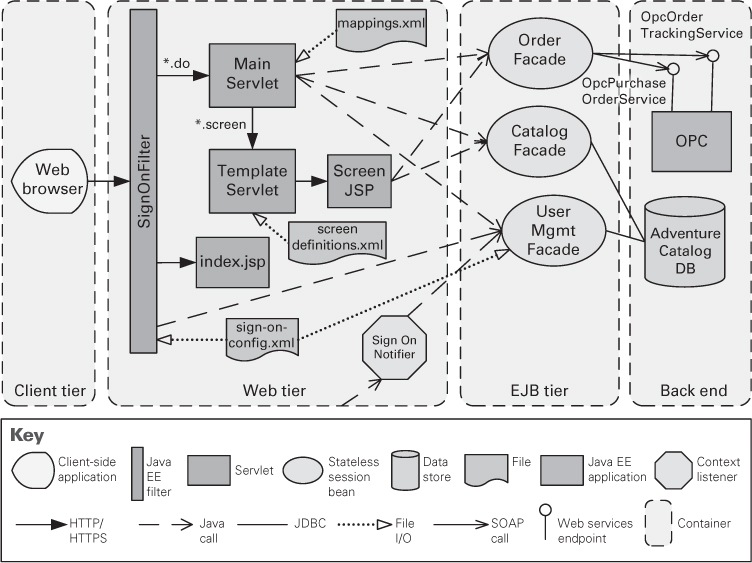 mappings.xml
OpcOrder
TrackingService
*.do
Main
Servlet
Order
Facade
OpcPurchase
OrderService
*.screen
SignOnFilter
Web
browser
Template
Servlet
Screen
JSP
Catalog
Facade
OPC
User
Mgmt
Facade
screen
definitions.xml
index.jsp
Adventure
Catalog
DB
sign-on-
config.xml
Sign On
Notifier
Client tier
Web tier
EJB tier
Back end
Key
Client-side
application
Java
EE
filter
Servlet
Stateless
session
bean
Data
store
File
Java EE
application
Context
listener
HTTP/
HTTPS
Java
call
JDBC
File
I/O
SOAP
call
Web services
endpoint
Container